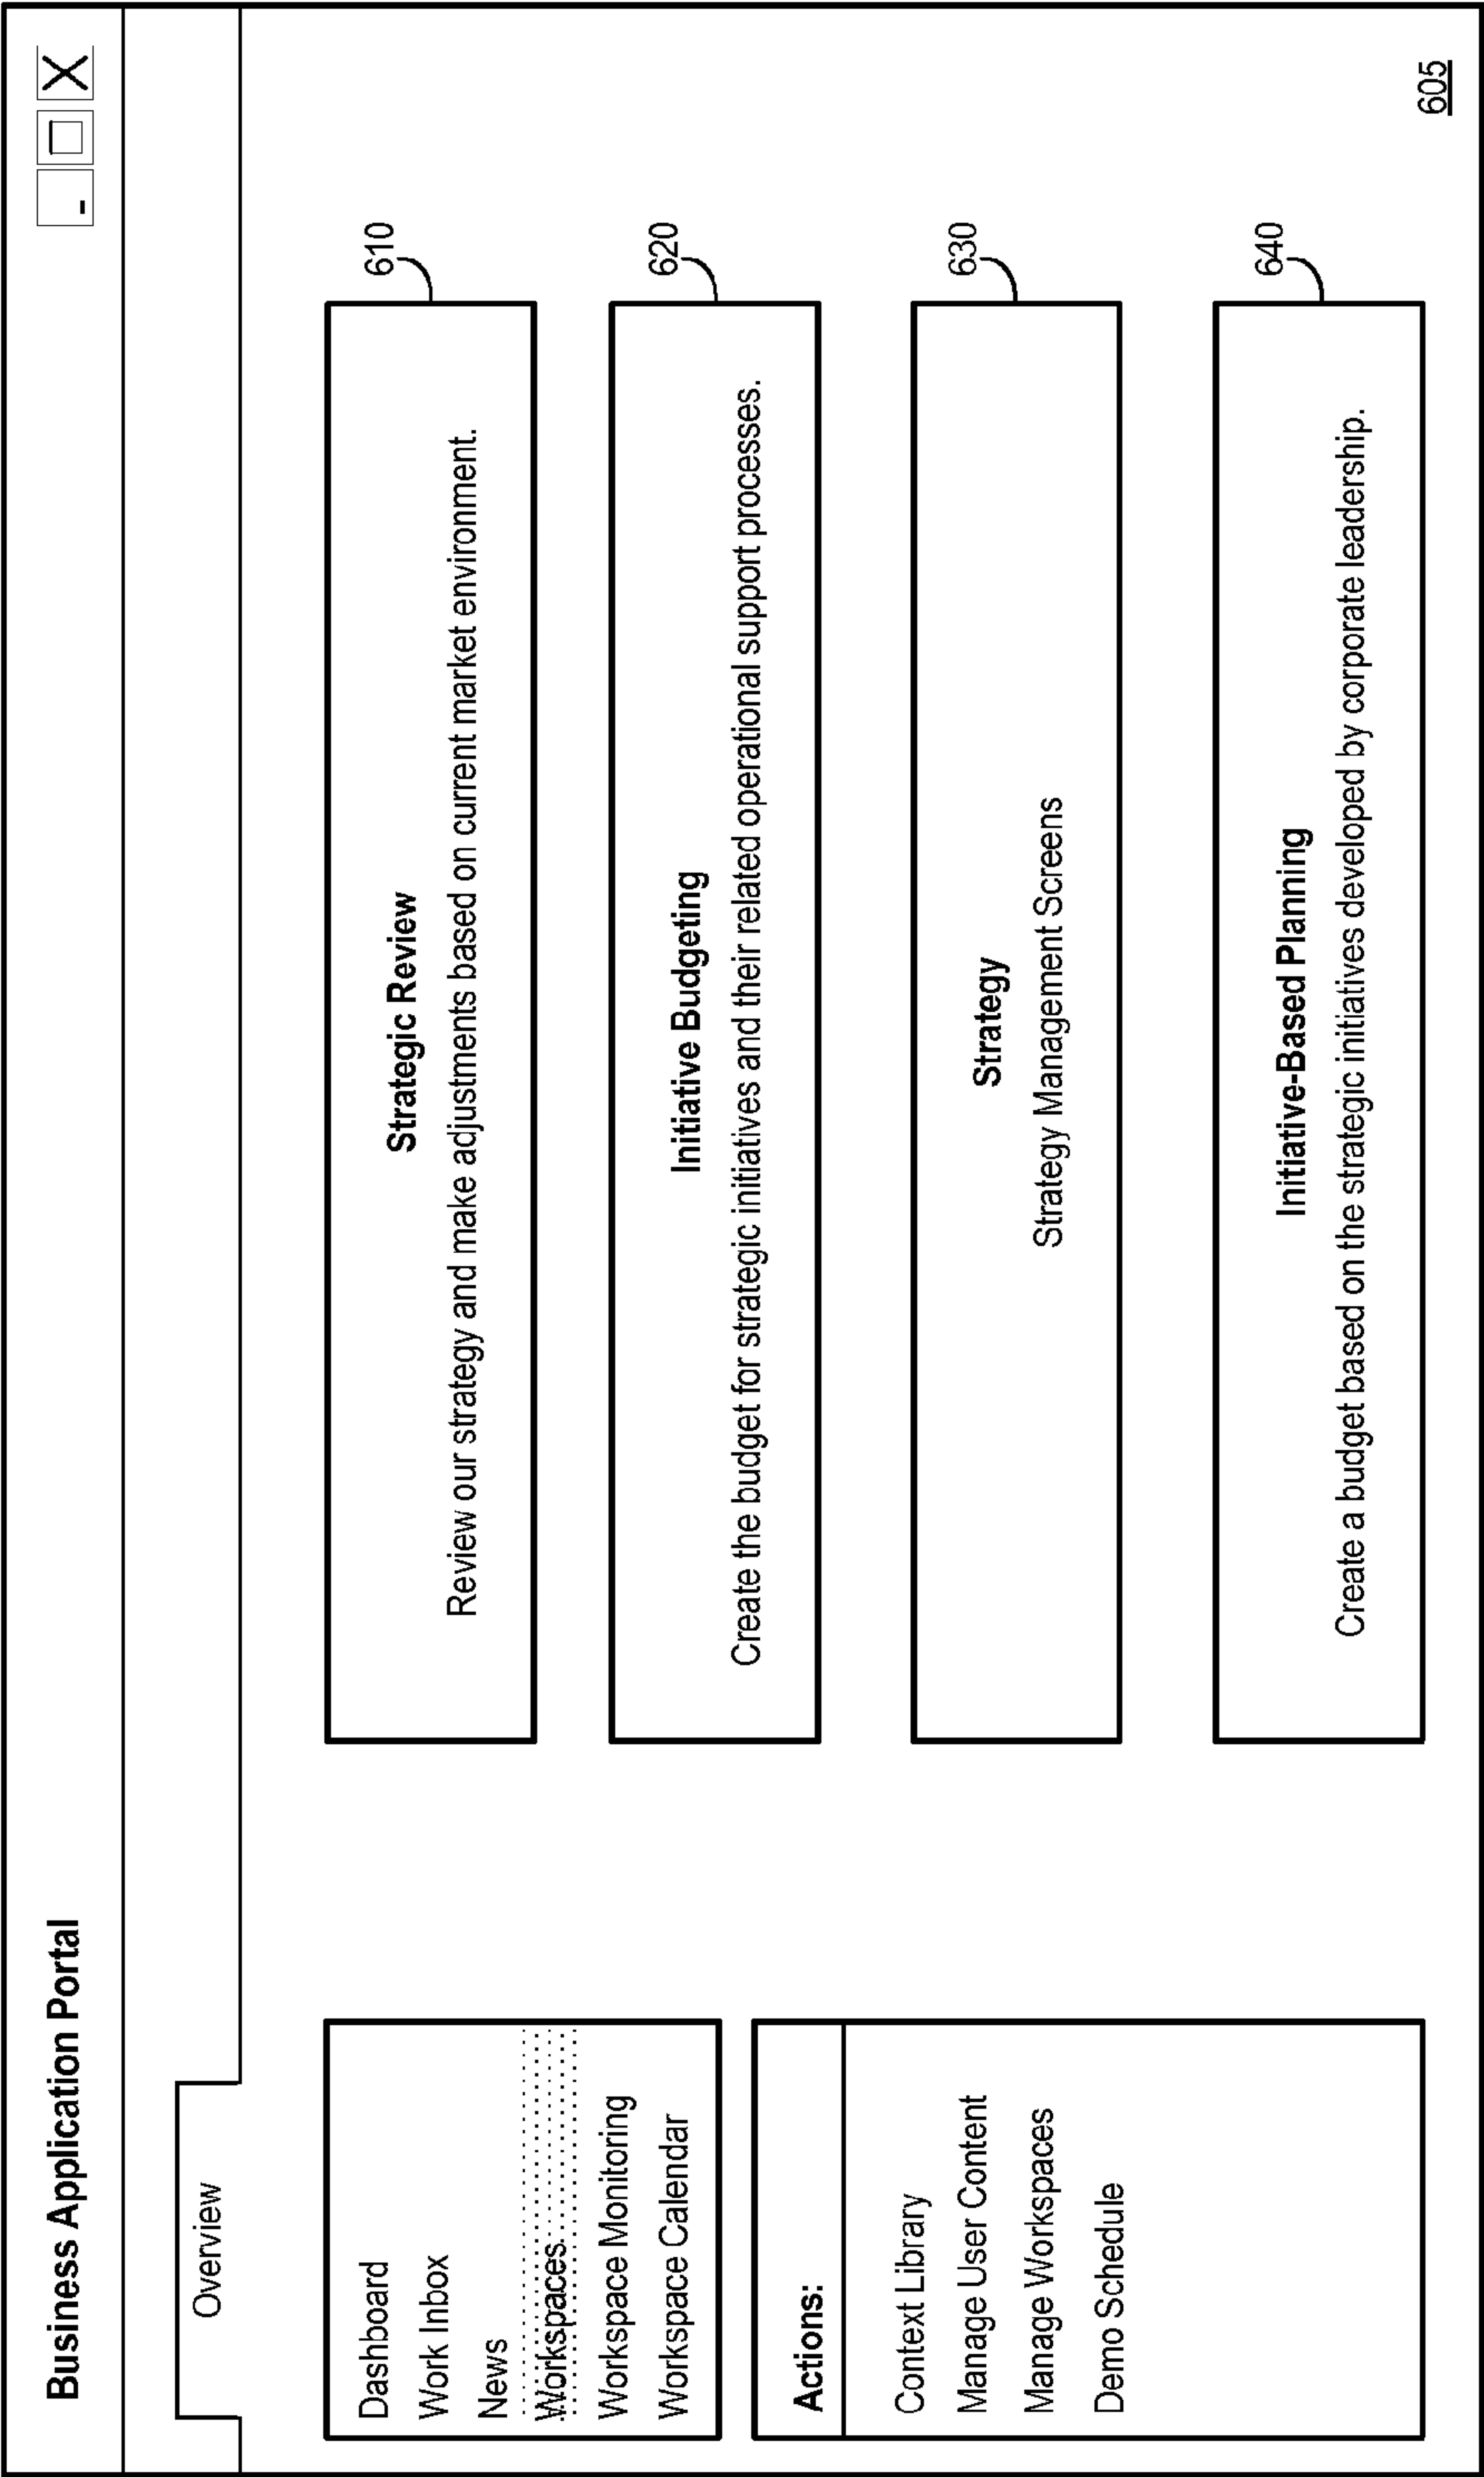 Business Application Portal
Overview
Dashboard
Work Inbox
News
Workspaces
Workspace Monitoring
Workspace Calendar
Actions:
Context Library
Manage User Content
Manage Workspaces
Demo Schedule
610
Strategic Review
Review our strategy and make adjustments based on current market environment.
620
Initiative Budgeting
Create the budget for strategic initiatives and their related operational support processes.
630
Strategy
Strategy Management Screens
640
Initiative-Based Planning
Create a budget based on the strategic initiatives developed by corporate leadership.
605